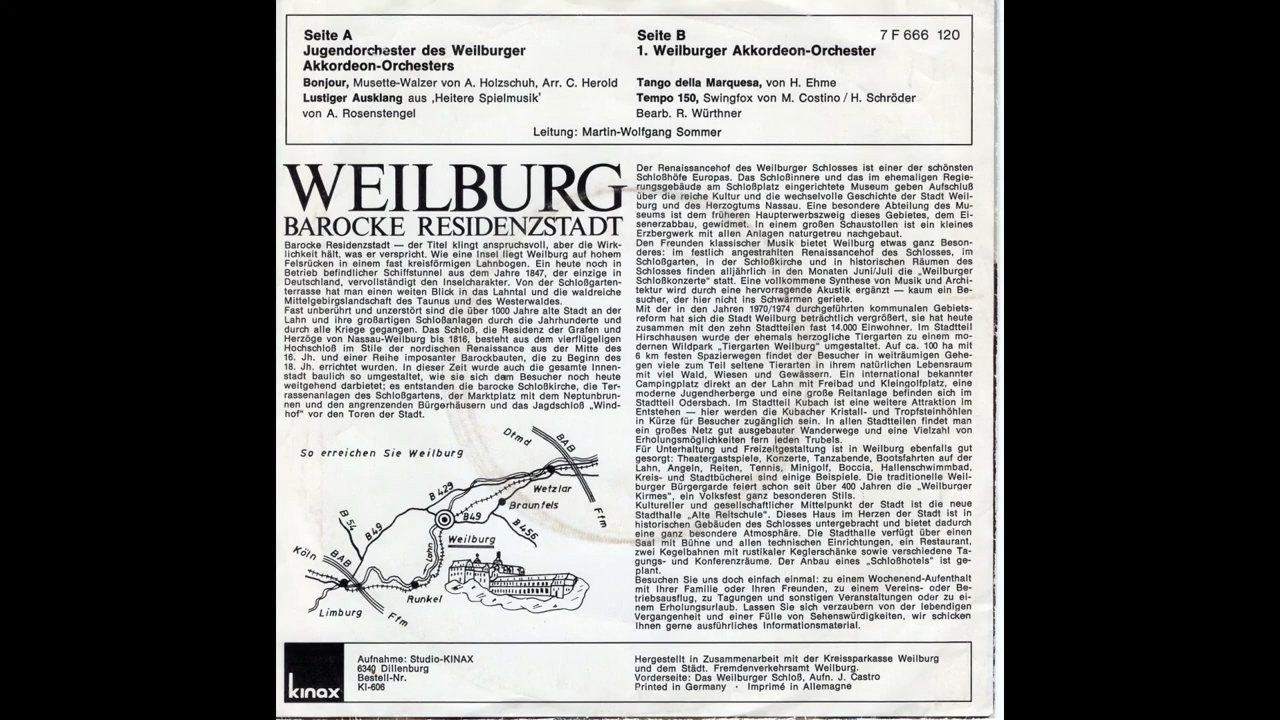 Seite A
Jugendorchester des Weilburger
Akkordeon-Orchesters
Bonjour, Musette-Walzer von A. Holzschuh, Arr. C. Herold
Lustiger Ausklang aus ‚Heitere Spielmusik'
von A. Rosenstengel
Seite B
7 F 666 120
1. Weilburger Akkordeon-Orchester
Tango della Marquesa, von H. Ehme
Tempo 150, Swingfox von M. Costino / H. Schröder
Bearb. R. Würthner
Leitung: Martin-Wolfgang Sommer
WEILBURG
BAROCKE RESIDENZSTADT
Barocke Residenzstadt — der Titel klingt anspruchsvoll, aber die Wirk-
lichkeit hält, was er verspricht. Wie eine Insel liegt Weilburg auf hohem
Felsrücken in einem fast kreisförmigen Lahnbogen. Ein heute noch in
Betrieb befindlicher Schiffstunnel aus dem Jahre 1847, der einzige in
Deutschland, vervollständigt den Inselcharakter. Von der Schloßgarten-
terrasse hat man einen weiten Blick in das Lahntal und die waldreiche
Mittelgebirgslandschaft des Taunus und des Westerwaldes.
Fast unberührt und unzerstört sind die über 1000 Jahre alte Stadt an der
Lahn und ihre großartigen Schloßanlagen durch die Jahrhunderte und
durch alle Kriege gegangen. Das Schloß, die Residenz der Grafen und
Herzöge von Nassau-Weilburg bis 1816, besteht aus dem vierflügeligen
Hochschloß im Stile der nordischen Renaissance aus der Mitte des
16. Jh. und einer Reihe imposanter Barockbauten, die zu Beginn des
18. Jh. errichtet wurden. In dieser Zeit wurde auch die gesamte Innen-
stadt baulich so umgestaltet, wie sie sich dem Besucher noch heute
weitgehend darbietet; es entstanden die barocke Schloßkirche, die Ter-
rassenanlagen des Schloßgartens, der Marktplatz mit dem Neptunbrun-
nen und den angrenzenden Bürgerhäusern und das Jagdschloß „Wind-
hof" vor den Toren der Stadt.
So erreichen Sie Weilburg
Dtmd
BAB
B 429
Wetzlar
Braunfels
Ffm
B 54
B49
B49
B 456
Weilburg
Köln
BAB
Lahn
Runkel
Limburg
Ffm
Der Renaissancehof des Weilburger Schlosses ist einer der schönsten
Schloßhöfe Europas. Das Schloßinnere und das im ehemaligen Regie-
rungsgebäude am Schloßplatz eingerichtete Museum geben Aufschluß
über die reiche Kultur und die wechselvolle Geschichte der Stadt Weil-
burg und des Herzogtums Nassau. Eine besondere Abteilung des Mu-
seums ist dem früheren Haupterwerbszweig dieses Gebietes, dem Ei-
senerzabbau, gewidmet. In einem großen Schaustollen ist ein kleines
Erzbergwerk mit allen Anlagen naturgetreu nachgebaut.
Den Freunden klassischer Musik bietet Weilburg etwas ganz Beson-
deres: im festlich angestrahlten Renaissancehof des Schlosses, im
Schloßgarten, in der Schloßkirche und in historischen Räumen des
Schlosses finden alljährlich in den Monaten Juni/Juli die „Weilburger
Schloßkonzerte" statt. Eine vollkommene Synthese von Musik und Archi-
tektur wird durch eine hervorragende Akustik ergänzt — kaum ein Be-
sucher, der hier nicht ins Schwärmen geriete.
Mit der in den Jahren 1970/1974 durchgeführten kommunalen Gebiets-
reform hat sich die Stadt Weilburg beträchtlich vergrößert, sie hat heute
zusammen mit den zehn Stadtteilen fast 14.000 Einwohner. Im Stadtteil
Hirschhausen wurde der ehemals herzogliche Tiergarten zu einem mo-
dernen Wildpark „Tiergarten Weilburg" umgestaltet. Auf ca. 100 ha mit
6 km festen Spazierwegen findet der Besucher in weiträumigen Gehe-
gen viele zum Teil seltene Tierarten in ihrem natürlichen Lebensraum
mit viel Wald, Wiesen und Gewässern. Ein international bekannter
Campingplatz direkt an der Lahn mit Freibad und Kleingolfplatz, eine
moderne Jugendherberge und eine große Reitanlage befinden sich im
Stadtteil Odersbach. Im Stadtteil Kubach ist eine weitere Attraktion im
Entstehen — hier werden die Kubacher Kristall- und Tropfsteinhöhlen
in Kürze für Besucher zugänglich sein. In allen Stadtteilen findet man
ein großes Netz gut ausgebauter Wanderwege und eine Vielzahl von
Erholungsmöglichkeiten fern jeden Trubels.
Für Unterhaltung und Freizeitgestaltung ist in Weilburg ebenfalls gut
gesorgt: Theatergastspiele, Konzerte, Tanzabende, Bootsfahrten auf der
Lahn, Angeln, Reiten, Tennis, Minigolf, Boccia, Hallenschwimmbad,
Kreis- und Stadtbücherei sind einige Beispiele. Die traditionelle Weil-
burger Bürgergarde feiert schon seit über 400 Jahren die „Weilburger
Kirmes", ein Volksfest ganz besonderen Stils.
Kultureller und gesellschaftlicher Mittelpunkt der Stadt ist die neue
Stadthalle „Alte Reitschule". Dieses Haus im Herzen der Stadt ist in
historischen Gebäuden des Schlosses untergebracht und bietet dadurch
eine ganz besondere Atmosphäre. Die Stadthalle verfügt über einen
Saal mit Bühne und allen technischen Einrichtungen, ein Restaurant,
zwei Kegelbahnen mit rustikaler Keglerschänke sowie verschiedene Ta-
gungs- und Konferenzräume. Der Anbau eines „Schloßhotels" ist ge-
plant.
Besuchen Sie uns doch einfach einmal: zu einem Wochenend-Aufenthalt
mit Ihrer Familie oder Ihren Freunden, zu einem Vereins- oder Be-
triebsausflug, zu Tagungen und sonstigen Veranstaltungen oder zu ei-
nem Erholungsurlaub. Lassen Sie sich verzaubern von der lebendigen
Vergangenheit und einer Fülle von Sehenswürdigkeiten, wir schicken
Ihnen gerne ausführliches Informationsmaterial.
kinax
Aufnahme: Studio-KINAX
6340 Dillenburg
Bestell-Nr.
Ki-606
Hergestellt in Zusammenarbeit mit der Kreissparkasse Weilburg
und dem Städt. Fremdenverkehrsamt Weilburg.
Vorderseite: Das Weilburger Schloß, Aufn. J. Castro
Printed in Germany · Imprimé in Allemagne